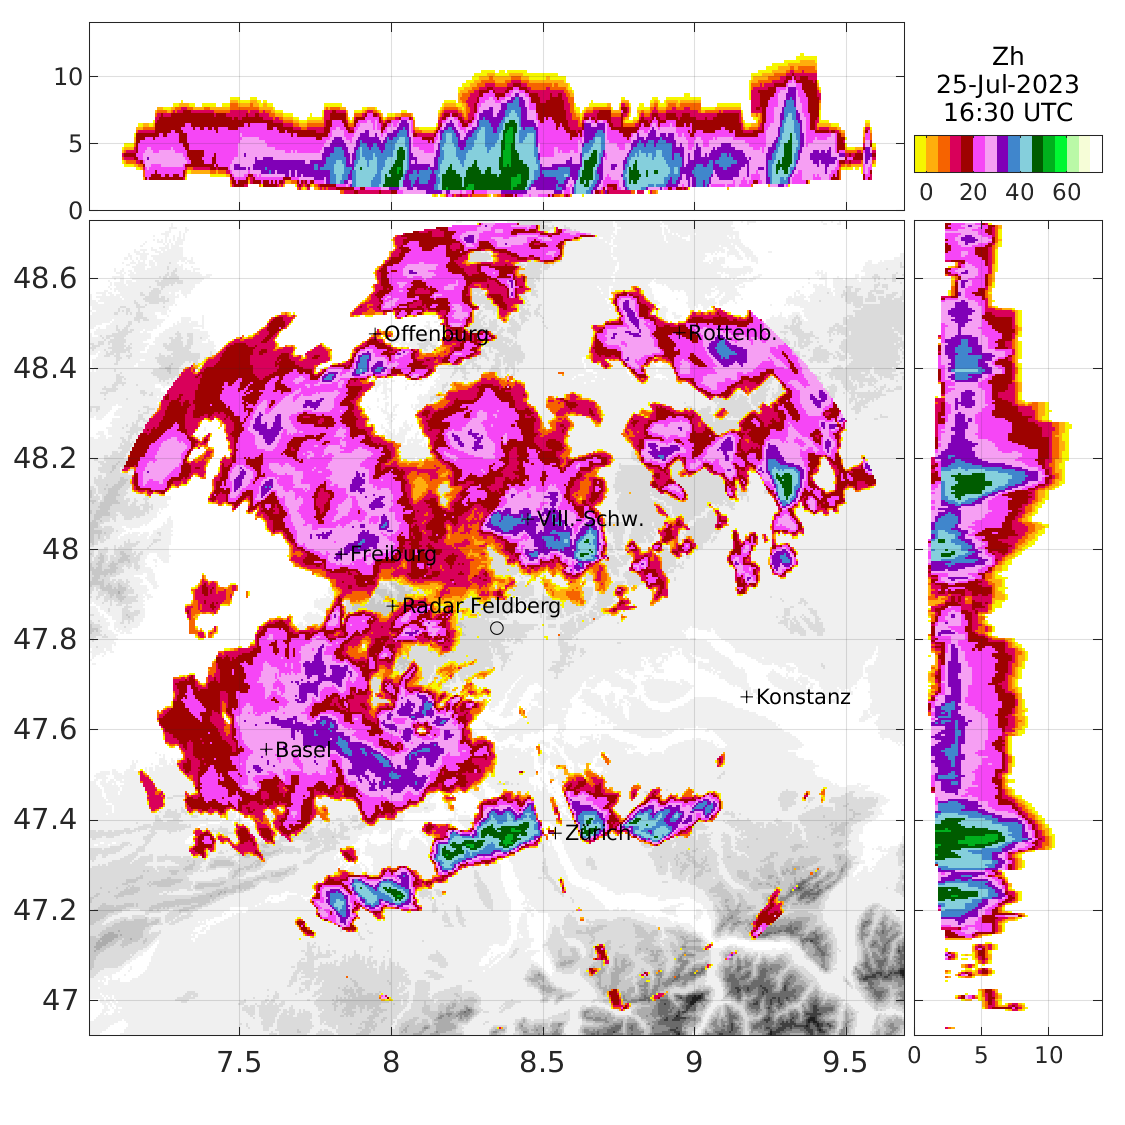 10
5
0
Zh
25-Jul-2023
16:30 UTC
0 20 40 60
48.6
48.4
48.2
48
47.8
47.6
47.4
47.2
47
+Offenburg
+Rottenb.
+Vill.-Schw.
+Freiburg
+Radar Feldberg
+Konstanz
+Basel
+Zürich
7.5 8 8.5 9 9.5
0 5 10